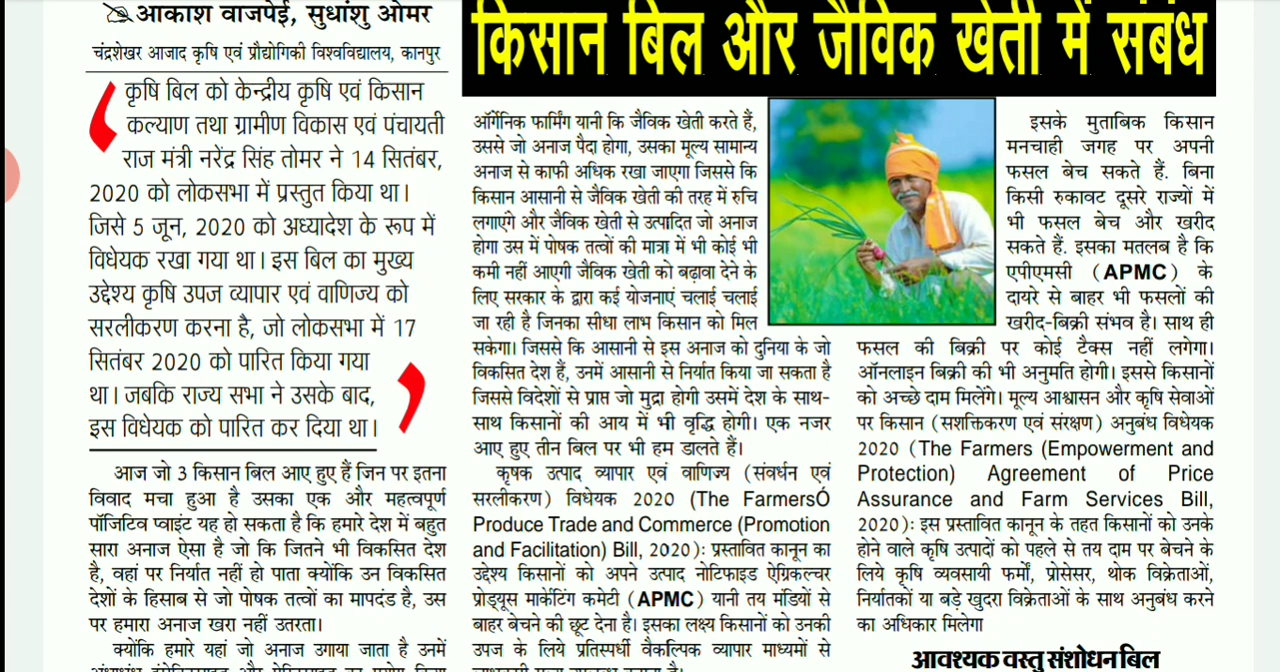 आकाश वाजपेई, सुधांशु ओमर
चंद्रशेखर आजाद कृषि एवं प्रौद्योगिकी विश्वविद्यालय, कानपुर
कृषि बिल को केन्द्रीय कृषि एवं किसान
कल्याण तथा ग्रामीण विकास एवं पंचायती
राज मंत्री नरेंद्र सिंह तोमर ने 14 सितंबर,
2020 को लोकसभा में प्रस्तुत किया था।
जिसे 5 जून, 2020 को अध्यादेश के रूप में
विधेयक रखा गया था। इस बिल का मुख्य
उद्देश्य कृषि उपज व्यापार एवं वाणिज्य को
सरलीकरण करना है, जो लोकसभा में 17
सितंबर 2020 को पारित किया गया
था। जबकि राज्य सभा ने उसके बाद,
इस विधेयक को पारित कर दिया था।
आज जो 3 किसान बिल आए हुए हैं जिन पर इतना
विवाद मचा हुआ है उसका एक और महत्वपूर्ण
पॉजिटिव प्वाइंट यह हो सकता है कि हमारे देश में बहुत
सारा अनाज ऐसा है जो कि जितने भी विकसित देश
है, वहां पर निर्यात नहीं हो पाता क्योंकि उन विकसित
देशों के हिसाब से जो पोषक तत्वों का मापदंड है, उस
पर हमारा अनाज खरा नहीं उतरता।
क्योंकि हमारे यहां जो अनाज उगाया जाता है उनमें
किसान बिल और जैविक खेती में संबंध
ऑर्गेनिक फार्मिंग यानी कि जैविक खेती करते हैं,
उससे जो अनाज पैदा होगा, उसका मूल्य सामान्य
अनाज से काफी अधिक रखा जाएगा जिससे कि
किसान आसानी से जैविक खेती की तरह में रुचि
लगाएंगे और जैविक खेती से उत्पादित जो अनाज
होगा उस में पोषक तत्वों की मात्रा में भी कोई भी
कमी नहीं आएगी जैविक खेती को बढ़ावा देने के
लिए सरकार के द्वारा कई योजनाएं चलाई चलाई
जा रही है जिनका सीधा लाभ किसान को मिल
सकेगा। जिससे कि आसानी से इस अनाज को दुनिया के जो
विकसित देश हैं, उनमें आसानी से निर्यात किया जा सकता है
जिससे विदेशों से प्राप्त जो मुद्रा होगी उसमें देश के साथ-
साथ किसानों की आय में भी वृद्धि होगी। एक नजर
आए हुए तीन बिल पर भी हम डालते हैं।
कृषक उत्पाद व्यापार एवं वाणिज्य (संवर्धन एवं
सरलीकरण) विधेयक 2020 (The FarmersÓ
Produce Trade and Commerce (Promotion
and Facilitation) Bill, 2020): प्रस्तावित कानून का
उद्देश्य किसानों को अपने उत्पाद नोटिफाइड ऐग्रिकल्चर
प्रोड्यूस मार्केटिंग कमेटी (APMC) यानी तय मंडियों से
बाहर बेचने की छूट देना है। इसका लक्ष्य किसानों को उनकी
उपज के लिये प्रतिस्पर्धी वैकल्पिक व्यापार माध्यमों से
इसके मुताबिक किसान
मनचाही जगह पर अपनी
फसल बेच सकते हैं. बिना
किसी रुकावट दूसरे राज्यों में
भी फसल बेच और खरीद
सकते हैं. इसका मतलब है कि
एपीएमसी (APMC) के
दायरे से बाहर भी फसलों की
खरीद-बिक्री संभव है। साथ ही
फसल की बिक्री पर कोई टैक्स नहीं लगेगा।
ऑनलाइन बिक्री की भी अनुमति होगी। इससे किसानों
को अच्छे दाम मिलेंगे। मूल्य आश्वासन और कृषि सेवाओं
पर किसान (सशक्तिकरण एवं संरक्षण) अनुबंध विधेयक
2020 (The Farmers (Empowerment and
Protection) Agreement of Price
Assurance and Farm Services Bill,
2020): इस प्रस्तावित कानून के तहत किसानों को उनके
होने वाले कृषि उत्पादों को पहले से तय दाम पर बेचने के
लिये कृषि व्यवसायी फर्मों, प्रोसेसर, थोक विक्रेताओं,
निर्यातकों या बड़े खुदरा विक्रेताओं के साथ अनुबंध करने
का अधिकार मिलेगा
आवश्यक वस्तु संशोधन बिल